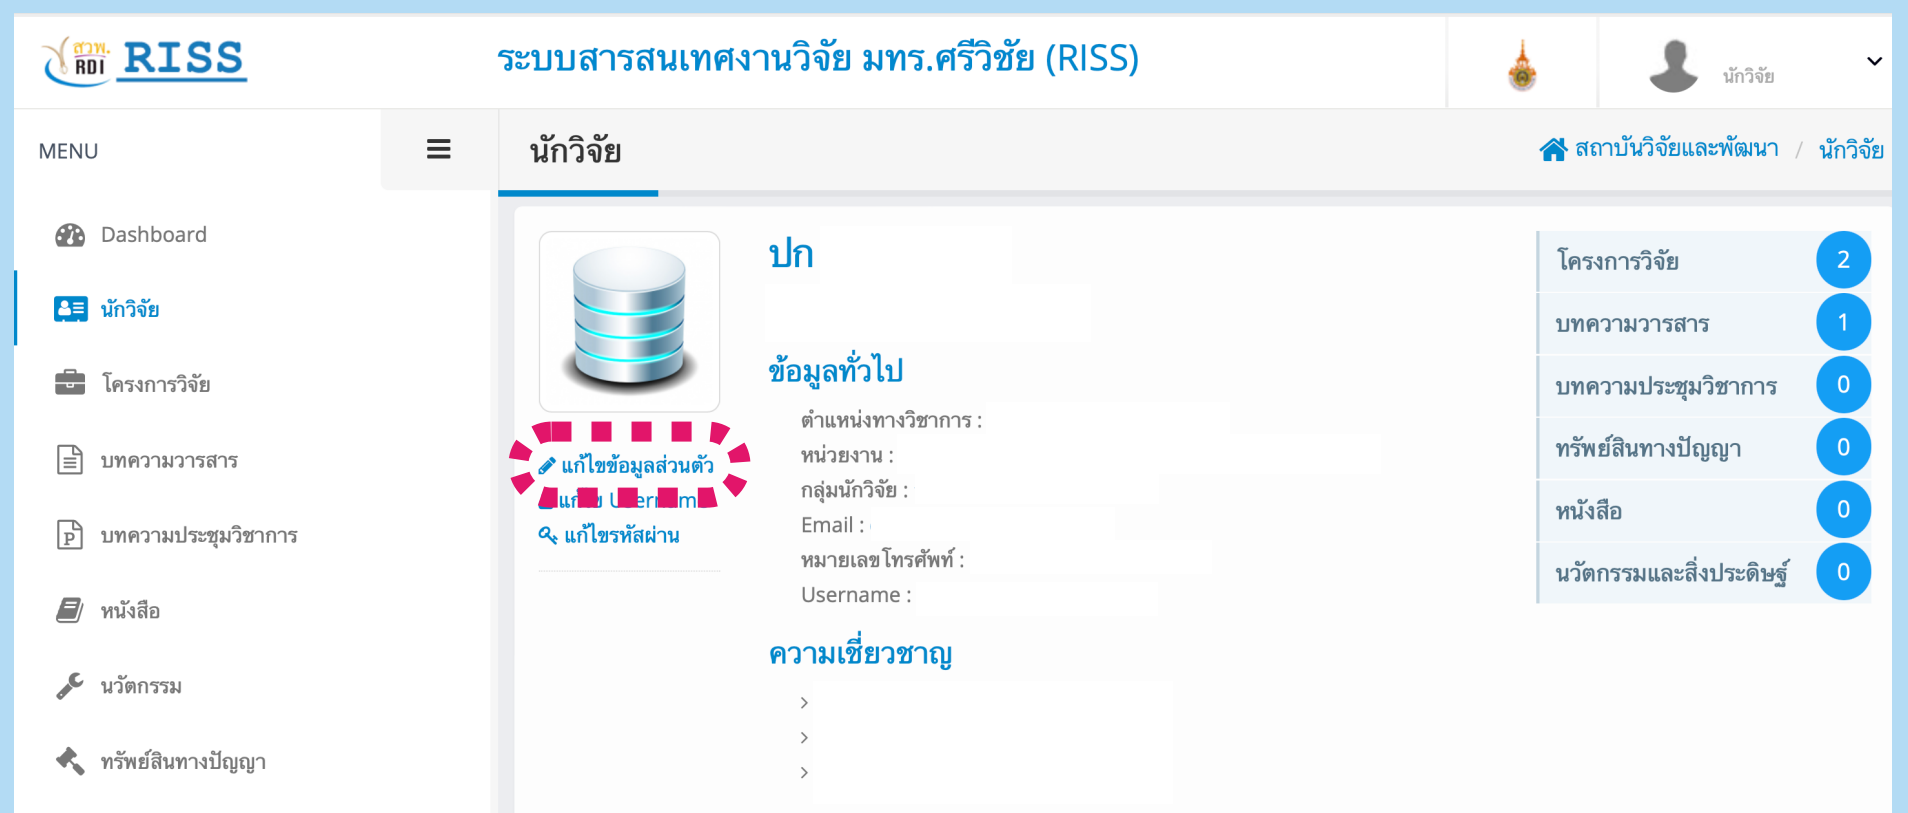 สวพ.
RDI RISS
ระบบสารสนเทศงานวิจัย มทร.ศรีวิชัย (RISS)
นักวิจัย
MENU
นักวิจัย
สถาบันวิจัยและพัฒนา / นักวิจัย
Dashboard
นักวิจัย
โครงการวิจัย
บทความวารสาร
บทความประชุมวิชาการ
หนังสือ
นวัตกรรม
ทรัพย์สินทางปัญญา
แก้ไขข้อมูลส่วนตัว
แก้ไขรหัสผ่าน
ปก
ข้อมูลทั่วไป
ตำแหน่งทางวิชาการ :
หน่วยงาน :
กลุ่มนักวิจัย :
Email :
หมายเลขโทรศัพท์ :
Username :
ความเชี่ยวชาญ
โครงการวิจัย 2
บทความวารสาร 1
บทความประชุมวิชาการ 0
ทรัพย์สินทางปัญญา 0
หนังสือ 0
นวัตกรรมและสิ่งประดิษฐ์ 0